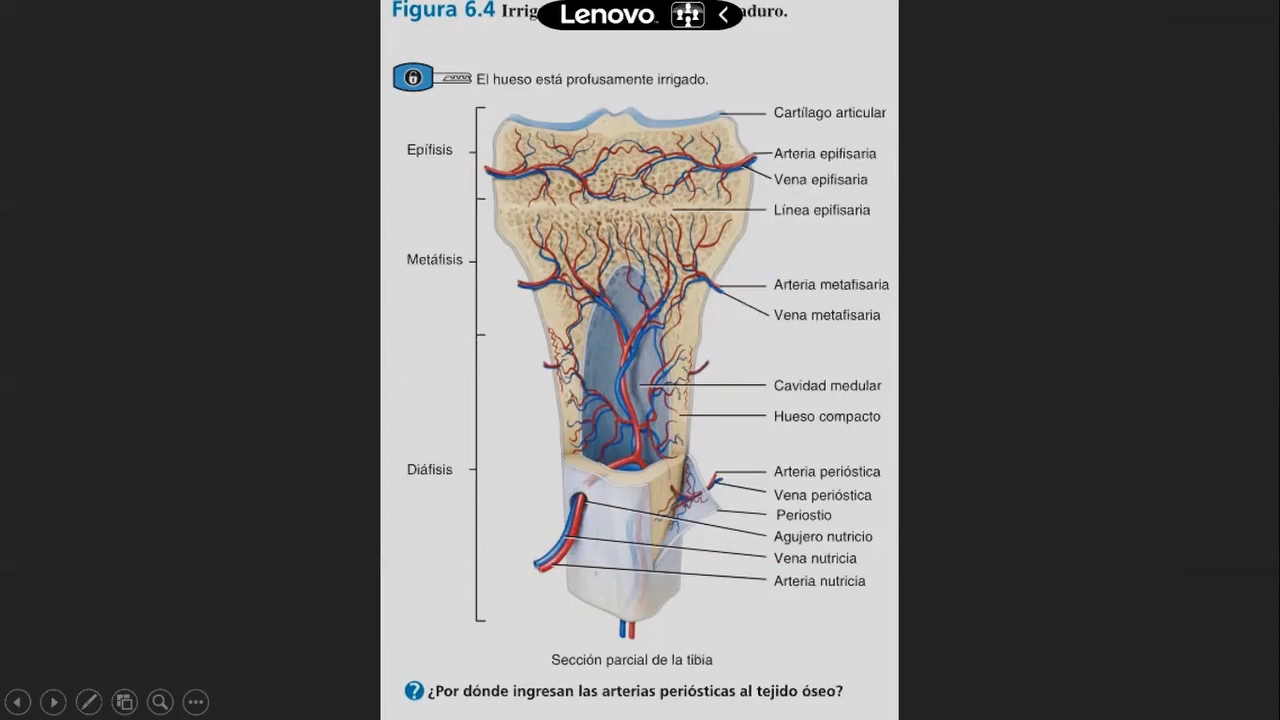 Figura 6.4 Irrig
aduro.
Lenovo
El hueso está profusamente irrigado.
Cartílago articular
Epífisis
Arteria epifisaria
Vena epifisaria
Línea epifisaria
Metáfisis
Arteria metafisaria
Vena metafisaria
Cavidad medular
Hueso compacto
Diáfisis
Arteria perióstica
Vena perióstica
Periostio
Agujero nutricio
Vena nutricia
Arteria nutricia
Sección parcial de la tibia
? ¿Por dónde ingresan las arterias periósticas al tejido óseo?